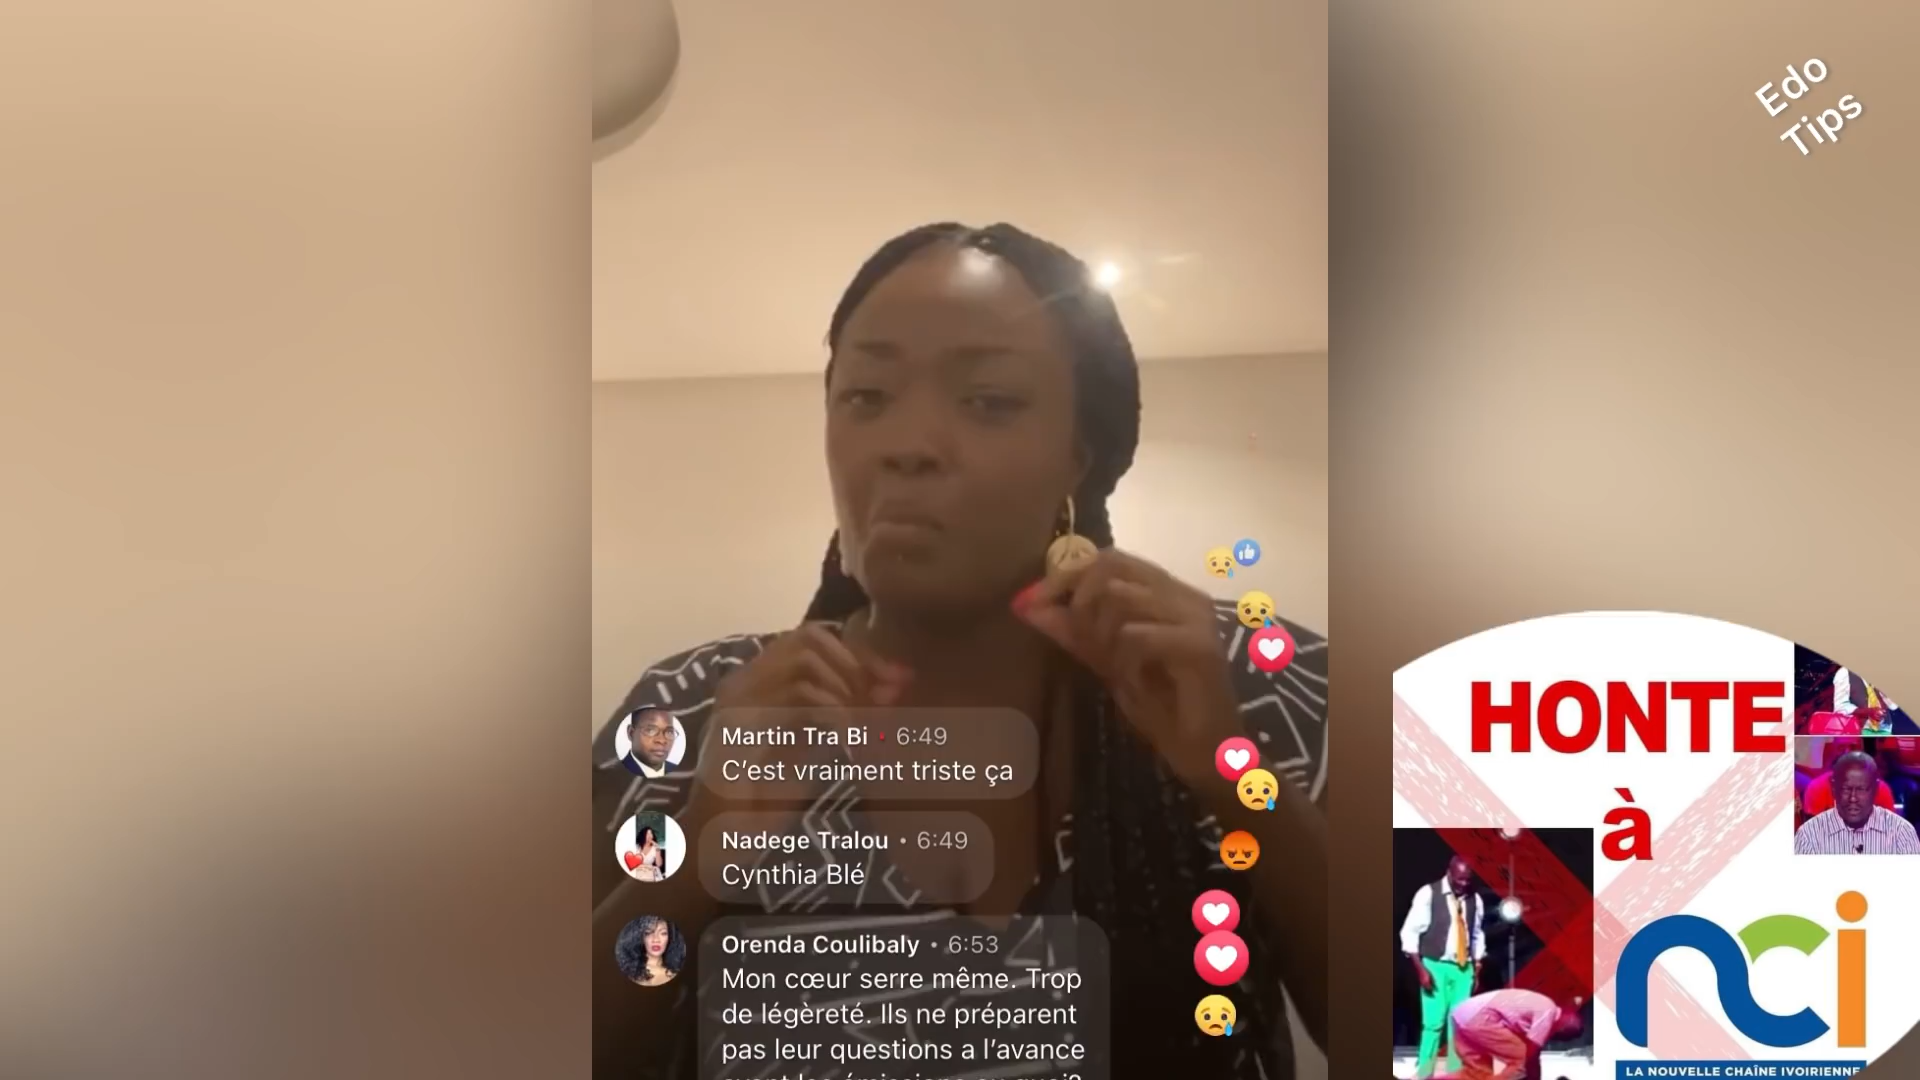 Edo
Tips
Martin Tra Bi • 6:49
C'est vraiment triste ça
Nadege Tralou • 6:49
Cynthia Blé
Orenda Coulibaly • 6:53
Mon cœur serre même. Trop
de légèreté. Ils ne préparent
pas leur questions a l'avance
HONTE
à
nci
LA NOUVELLE CHAÎNE IVOIRIENNE